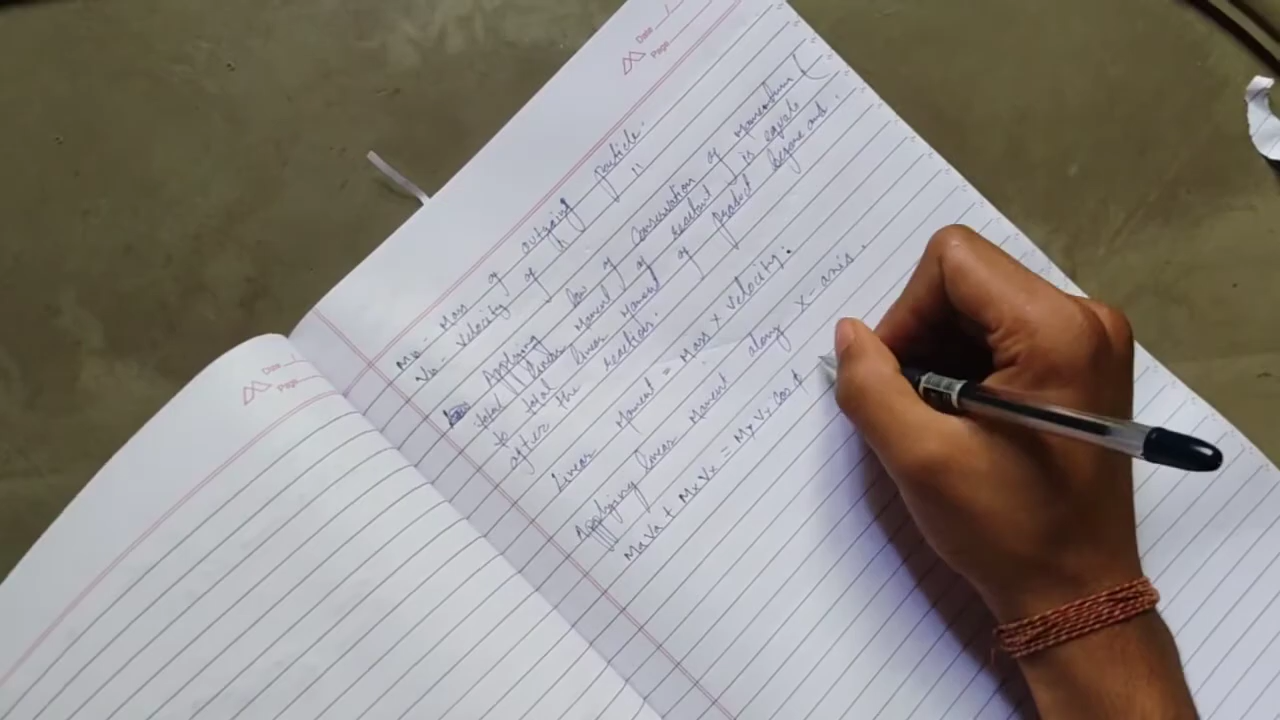 Date
Page
Date
Page
Mass of outgoing particle.
velocity of "
Applying law of Conservation of Momentum (
total linear Moment of reactant is equals
to total linear Moment of product before and
after the reaction.
Linear Moment = Mass x velocity:
Applying linear Moment along X-axis.
MaVa + MxVx = MyVy cos φ